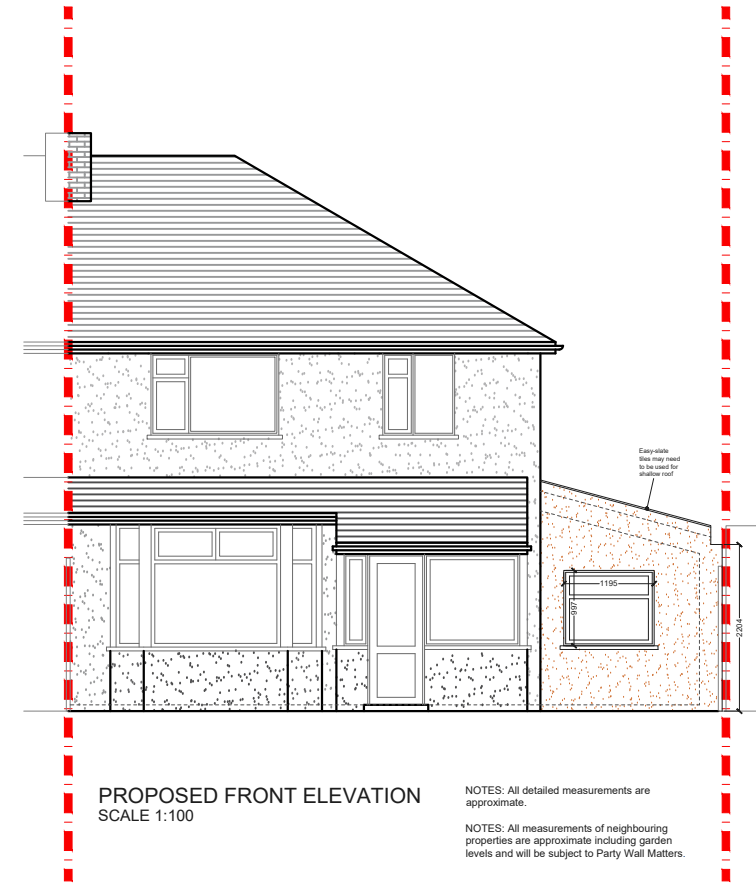 Easy-slate
tiles may need
to be used for
shallow roof
1195
997
2204
PROPOSED FRONT ELEVATION
SCALE 1:100
NOTES: All detailed measurements are
approximate.
NOTES: All measurements of neighbouring
properties are approximate including garden
levels and will be subject to Party Wall Matters.